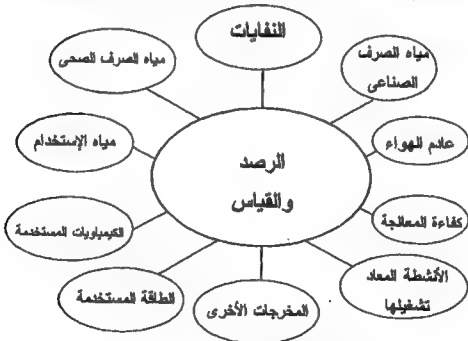 النفايات
مياه الصرف
الصناعى
عادم الهواء
كفاءة المعالجة
الأنشطة المعاد
تشغيلها
المخرجات الأخرى
الطاقة المستخدمة
الكيمياويات المستخدمة
مياه الإستخدام
مياه الصرف الصحى
الرصد
والقياس